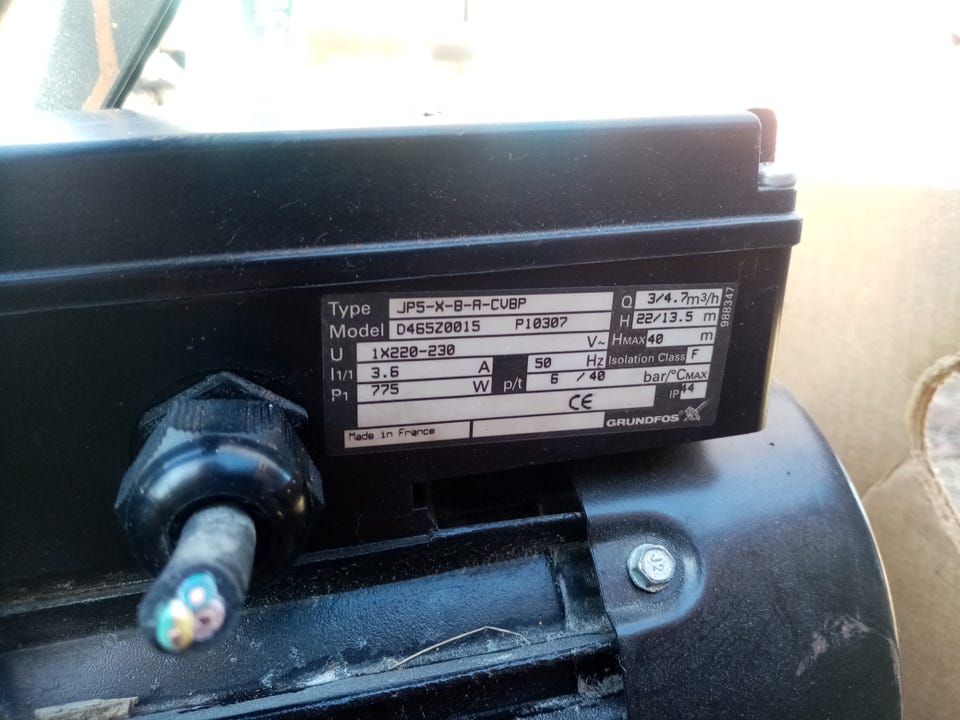 Type JP5-X-B-A-CVBP Q 3/4.7 m³/h
Model D465Z0015 P10307 H 22/13.5 m
U 1X220-230 V~ HMAX 40 m
I1/1 3.6 A 50 Hz Isolation Class F
P1 775 W p/t 6 / 40 bar/°CMAX
IP 44
CE
Made in France GRUNDFOS
988347